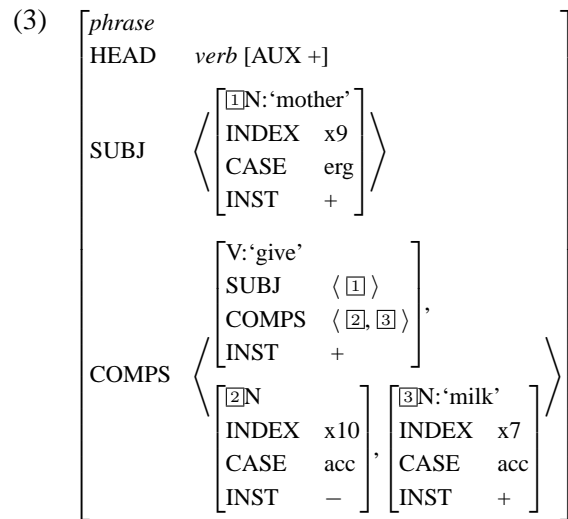 (3)
phrase
HEAD verb [AUX +]
SUBJ ⟨ [ 1 N:‘mother’
INDEX x9
CASE erg
INST + ] ⟩
COMPS ⟨ [ V:‘give’
SUBJ ⟨ 1 ⟩
COMPS ⟨ 2 , 3 ⟩
INST + ] ,
[ 2 N
INDEX x10
CASE acc
INST − ] ,
[ 3 N:‘milk’
INDEX x7
CASE acc
INST + ] ⟩